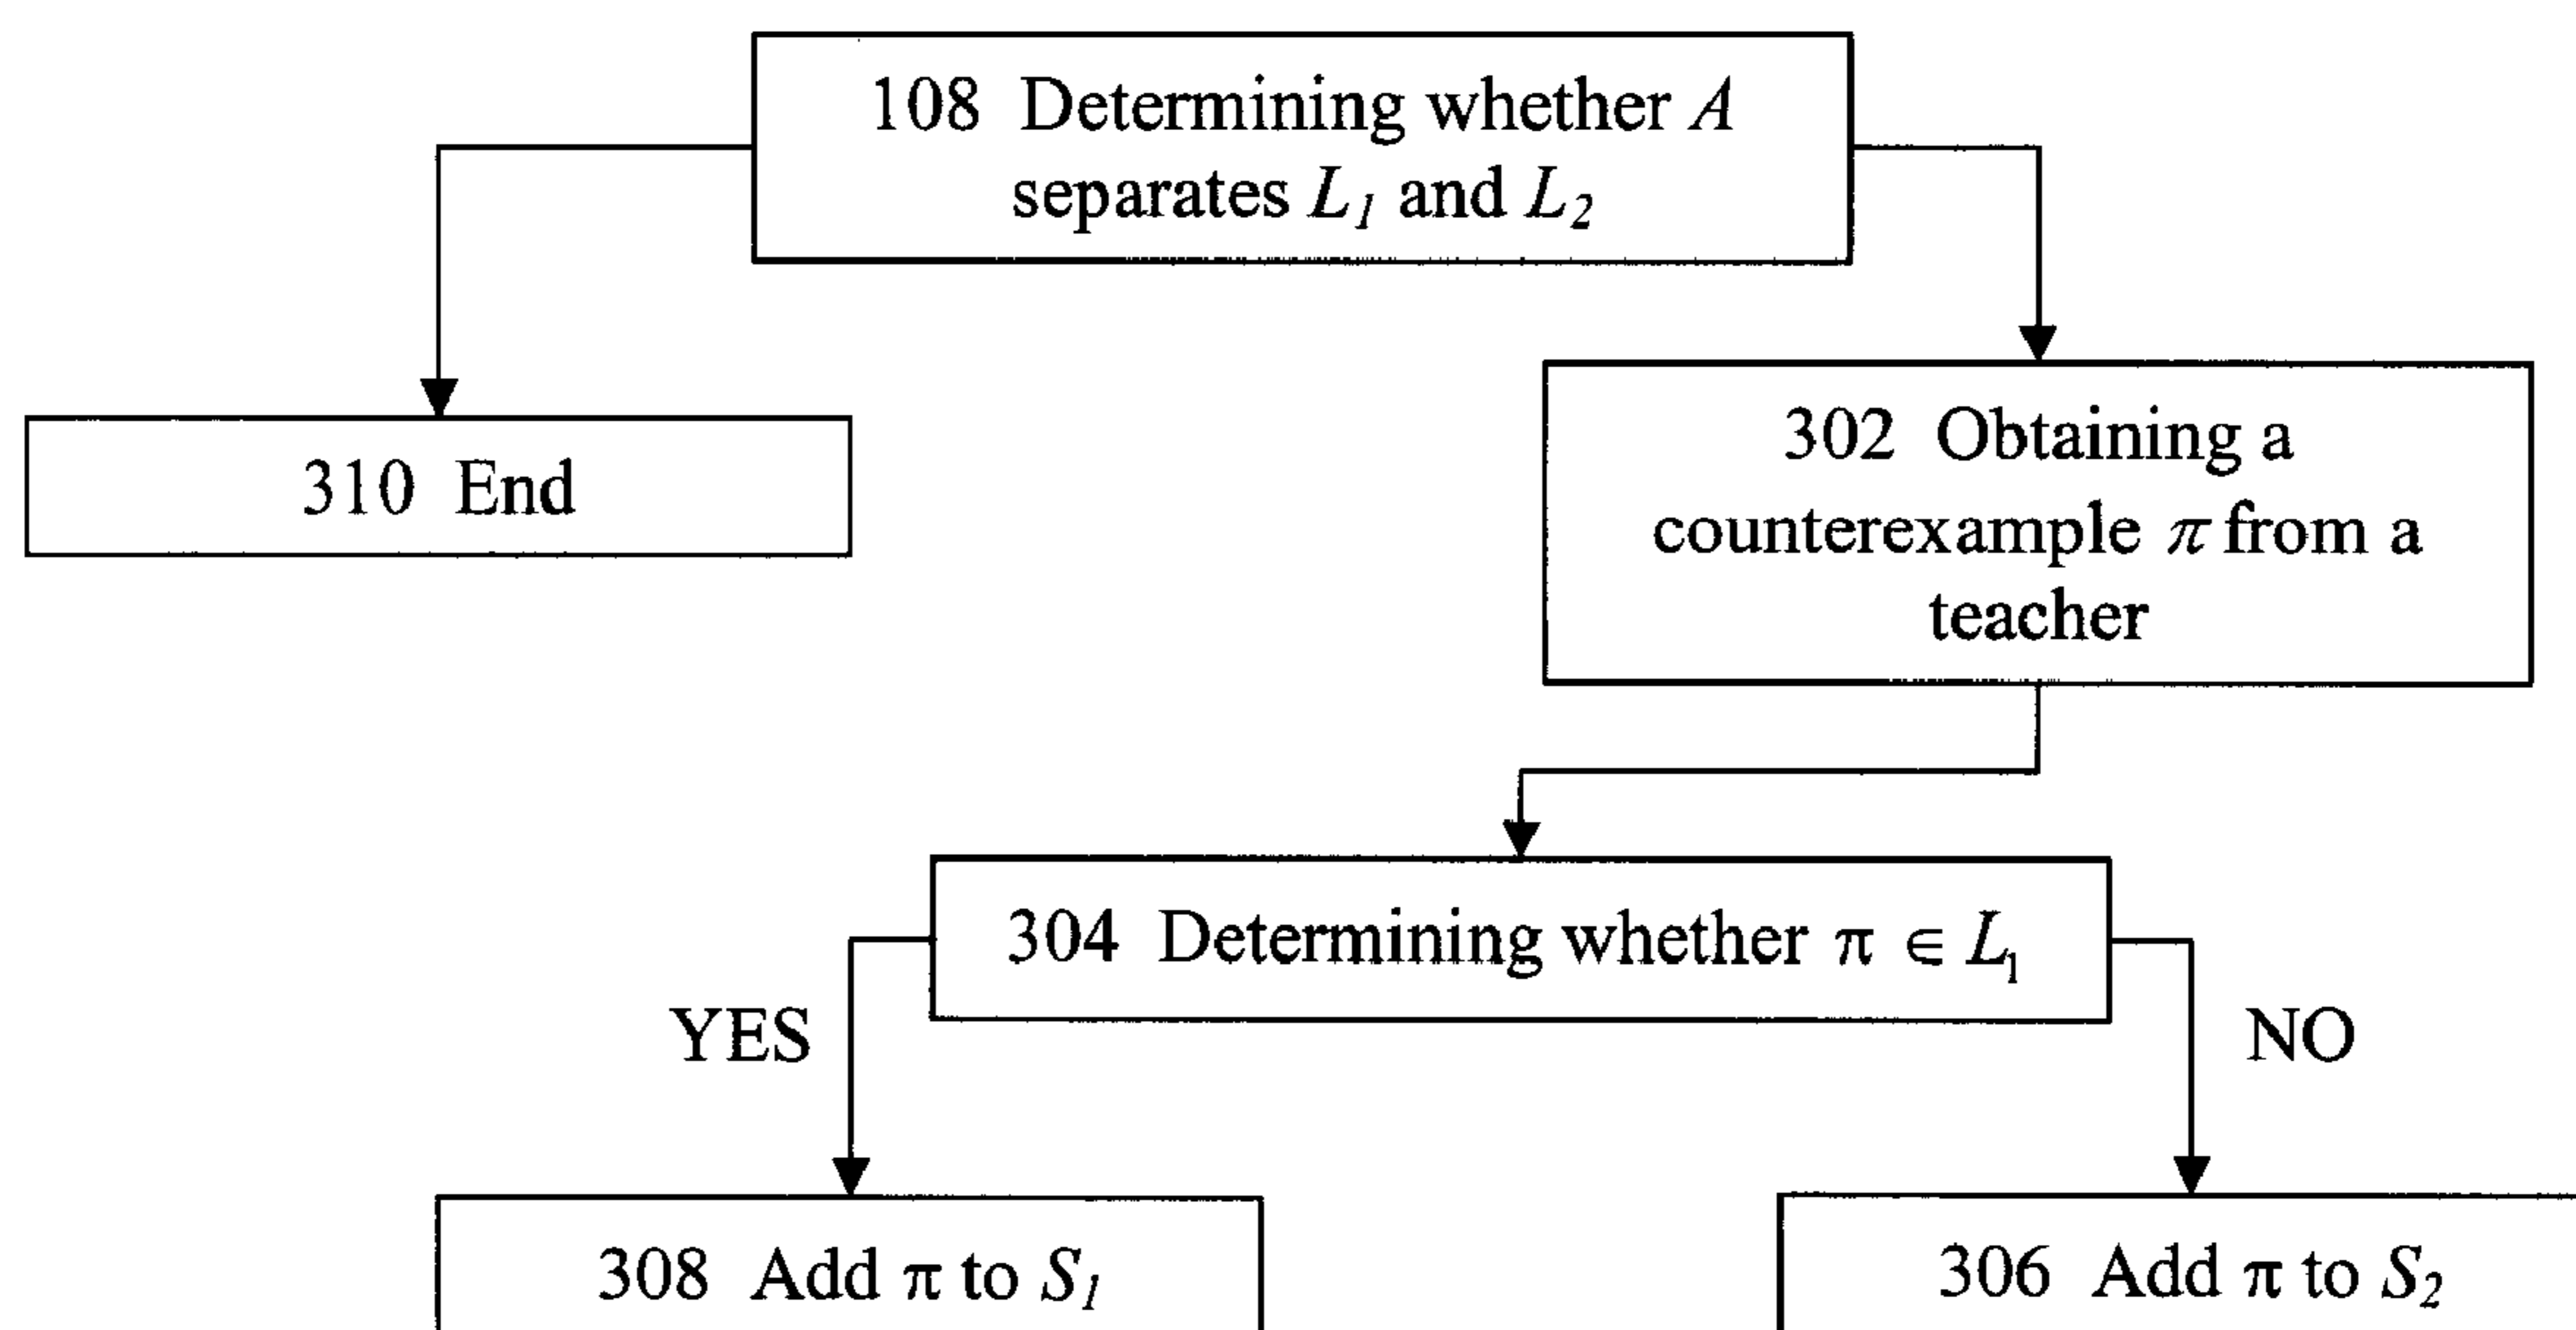 108 Determining whether A
separates L₁ and L₂
310 End
302 Obtaining a
counterexample π from a
teacher
304 Determining whether π ∈ L₁
YES
NO
308 Add π to S₁
306 Add π to S₂